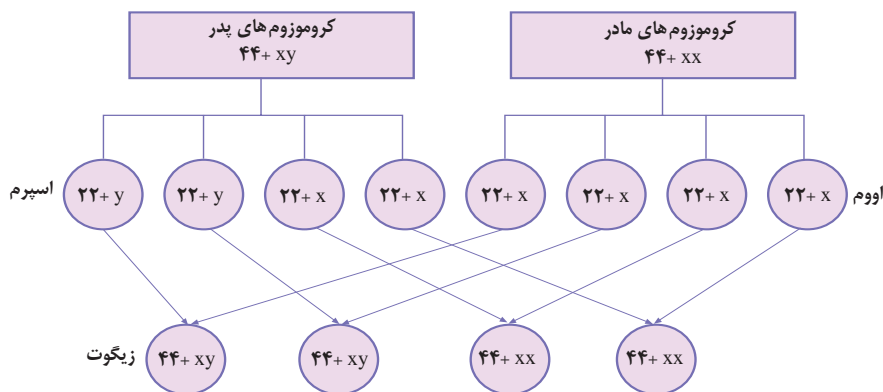 کروموزوم‌های مادر
۴۴+ xx
کروموزوم‌های پدر
۴۴+ xy
اووم
۲۲+ x
۲۲+ x
۲۲+ x
۲۲+ x
۲۲+ x
۲۲+ x
۲۲+ y
۲۲+ y
اسپرم
۴۴+ xx
۴۴+ xx
۴۴+ xy
۴۴+ xy
زیگوت